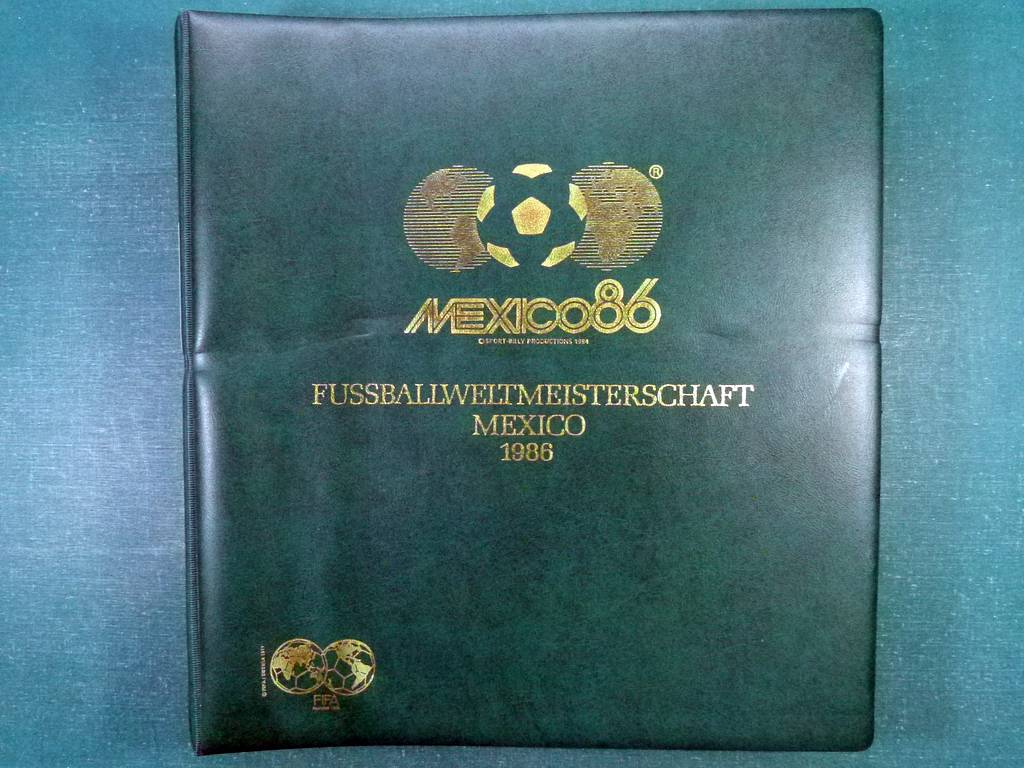 ®
MEXICO86
© SPORT-BILLY PRODUCTIONS 1984
FUSSBALLWELTMEISTERSCHAFT
MEXICO
1986
FIFA